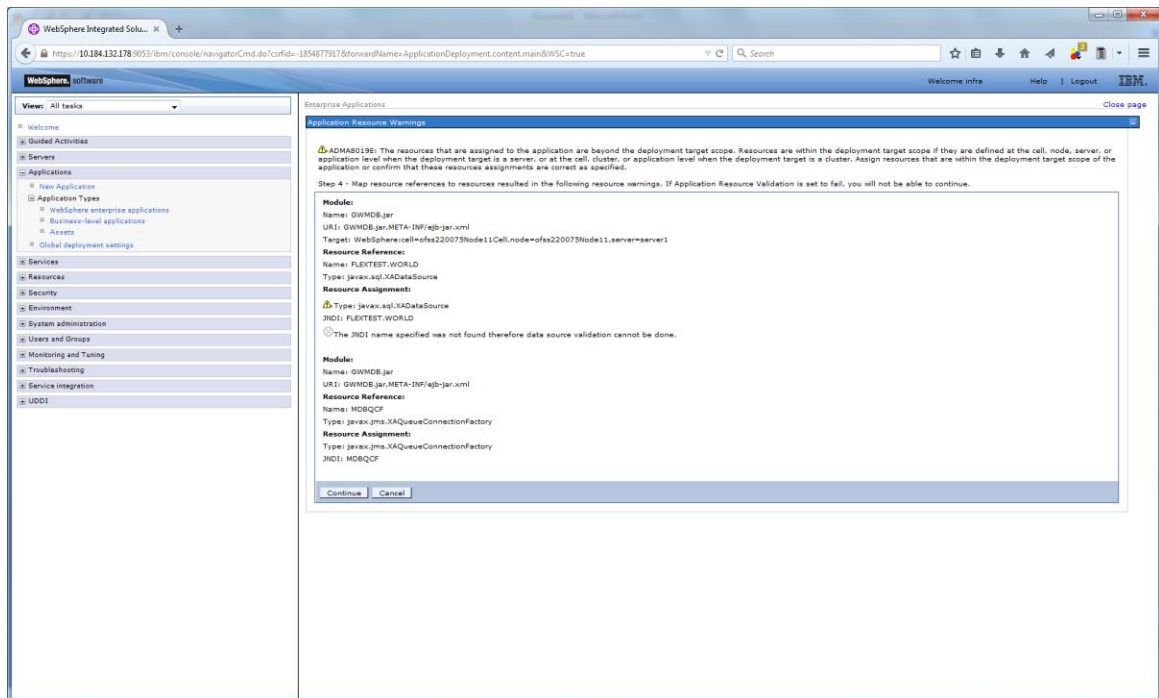 WebSphere Integrated Solu...
https://10.184.132.178:9053/ibm/console/navigatorCmd.do?csrfid=-1854877917&forwardName=ApplicationDeployment.content.main&WSC=true
Search
WebSphere. software
Welcome infra
Help | Logout
IBM.
View: All tasks
Welcome
Guided Activities
Servers
Applications
New Application
Application Types
WebSphere enterprise applications
Business-level applications
Assets
Global deployment settings
Services
Resources
Security
Environment
System administration
Users and Groups
Monitoring and Tuning
Troubleshooting
Service integration
UDDI
Enterprise Applications
Close page
Application Resource Warnings
ADMA8019E: The resources that are assigned to the application are beyond the deployment target scope. Resources are within the deployment target scope if they are defined at the cell, node, server, or
application level when the deployment target is a server, or at the cell, cluster, or application level when the deployment target is a cluster. Assign resources that are within the deployment target scope of the
application or confirm that these resources assignments are correct as specified.
Step 4 - Map resource references to resources resulted in the following resource warnings. If Application Resource Validation is set to fail, you will not be able to continue.
Module:
Name: GWMDB.jar
URI: GWMDB.jar,META-INF/ejb-jar.xml
Target: WebSphere:cell=ofss220075Node11Cell,node=ofss220075Node11,server=server1
Resource Reference:
Name: FLEXTEST.WORLD
Type: javax.sql.XADataSource
Resource Assignment:
Type: javax.sql.XADataSource
JNDI: FLEXTEST.WORLD
The JNDI name specified was not found therefore data source validation cannot be done.
Module:
Name: GWMDB.jar
URI: GWMDB.jar,META-INF/ejb-jar.xml
Resource Reference:
Name: MDBQCF
Type: javax.jms.XAQueueConnectionFactory
Resource Assignment:
Type: javax.jms.XAQueueConnectionFactory
JNDI: MDBQCF
Continue
Cancel